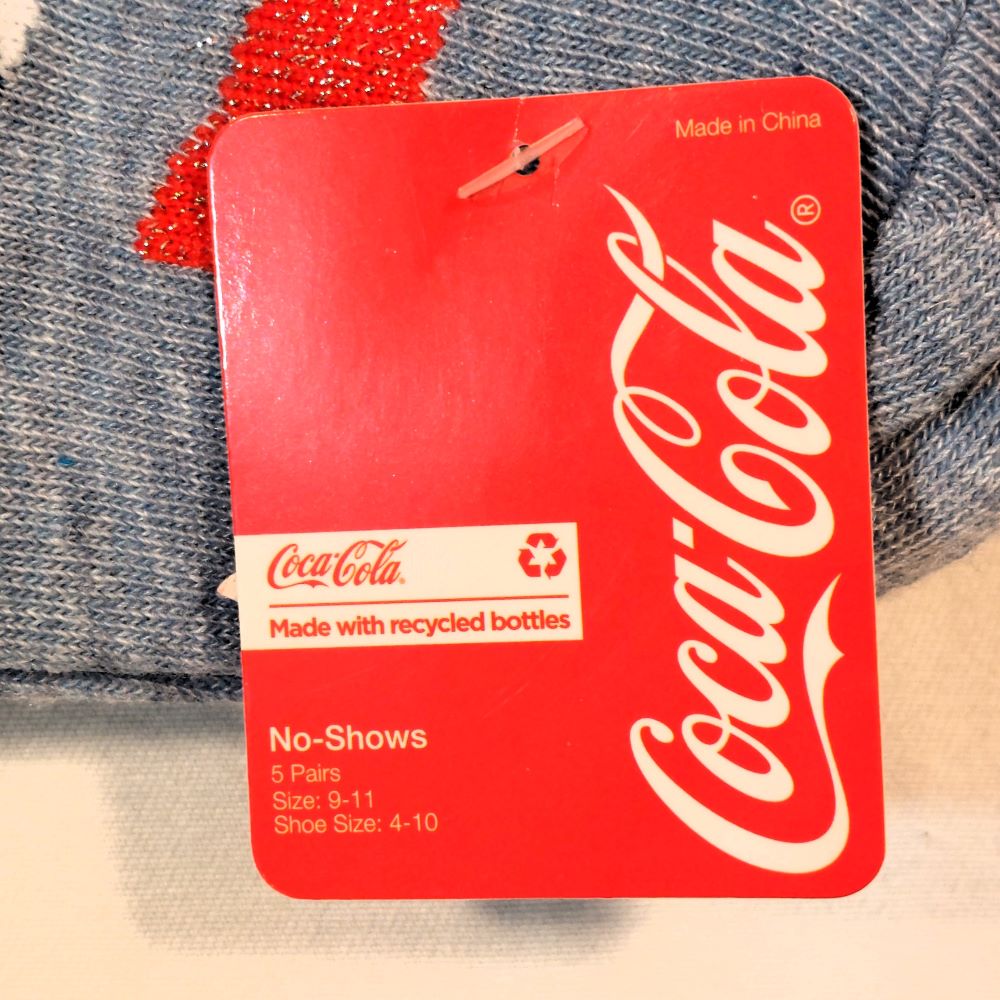 Made in China
Coca-Cola®
Coca-Cola®
Made with recycled bottles
No-Shows
5 Pairs
Size: 9-11
Shoe Size: 4-10